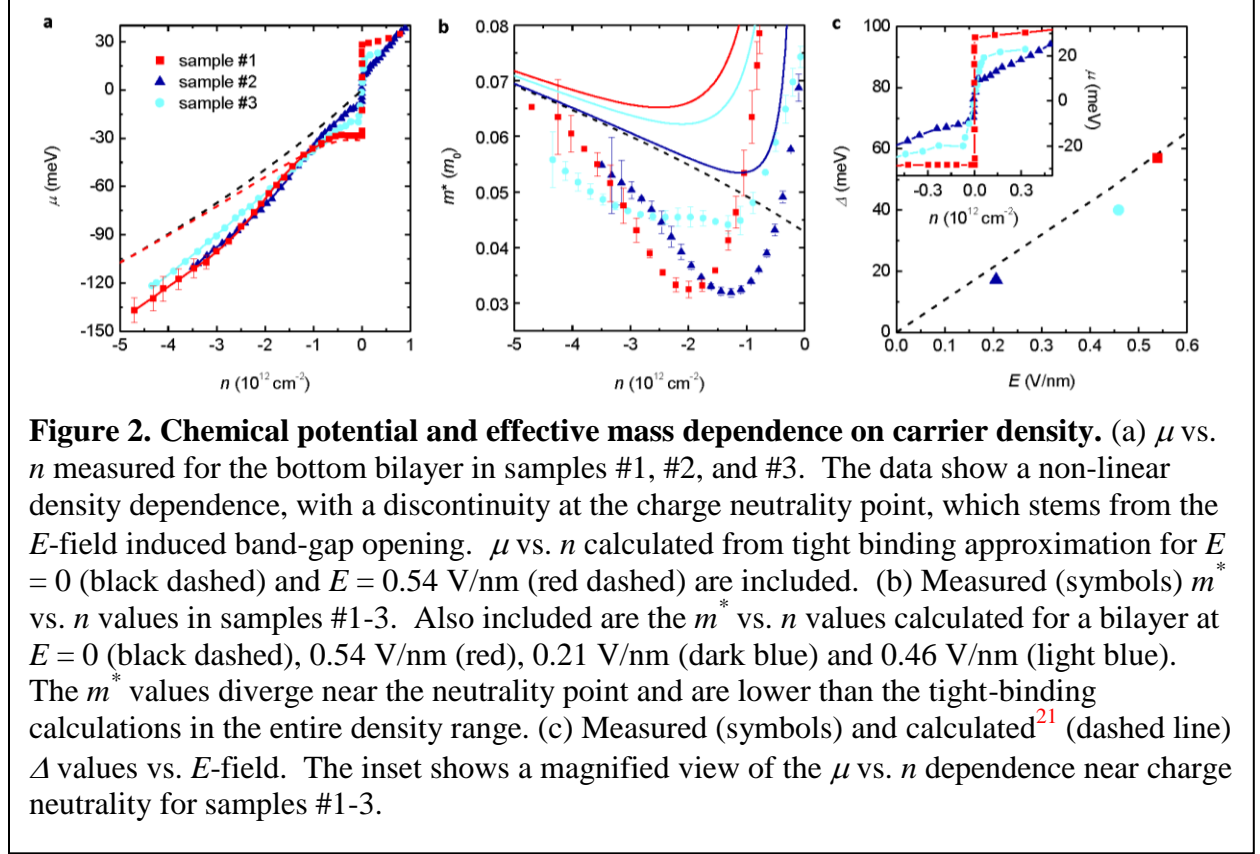 a
30
0
-30
-60
-90
-120
-150
μ (meV)
sample #1
sample #2
sample #3
-5 -4 -3 -2 -1 0 1
n (10¹² cm⁻²)
b
0.08
0.07
0.06
0.05
0.04
0.03
m* (m₀)
-5 -4 -3 -2 -1 0
n (10¹² cm⁻²)
c
100
80
60
40
20
0
Δ (meV)
20
0
-20
μ (meV)
-0.3 0.0 0.3
n (10¹² cm⁻²)
0.0 0.1 0.2 0.3 0.4 0.5 0.6
E (V/nm)
Figure 2. Chemical potential and effective mass dependence on carrier density. (a) μ vs.
n measured for the bottom bilayer in samples #1, #2, and #3. The data show a non-linear
density dependence, with a discontinuity at the charge neutrality point, which stems from the
E-field induced band-gap opening. μ vs. n calculated from tight binding approximation for E
= 0 (black dashed) and E = 0.54 V/nm (red dashed) are included. (b) Measured (symbols) m*
vs. n values in samples #1-3. Also included are the m* vs. n values calculated for a bilayer at
E = 0 (black dashed), 0.54 V/nm (red), 0.21 V/nm (dark blue) and 0.46 V/nm (light blue).
The m* values diverge near the neutrality point and are lower than the tight-binding
calculations in the entire density range. (c) Measured (symbols) and calculated²¹ (dashed line)
Δ values vs. E-field. The inset shows a magnified view of the μ vs. n dependence near charge
neutrality for samples #1-3.